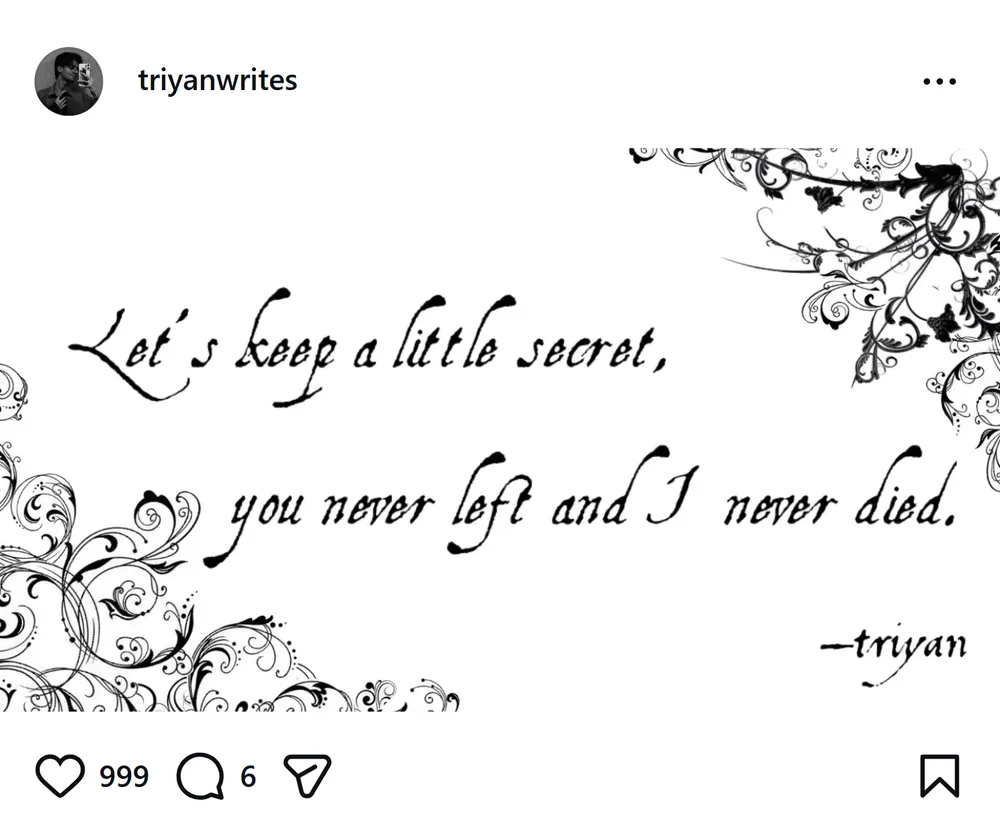 triyanwrites
Let's keep a little secret,
you never left and I never died.
—triyan
999 6